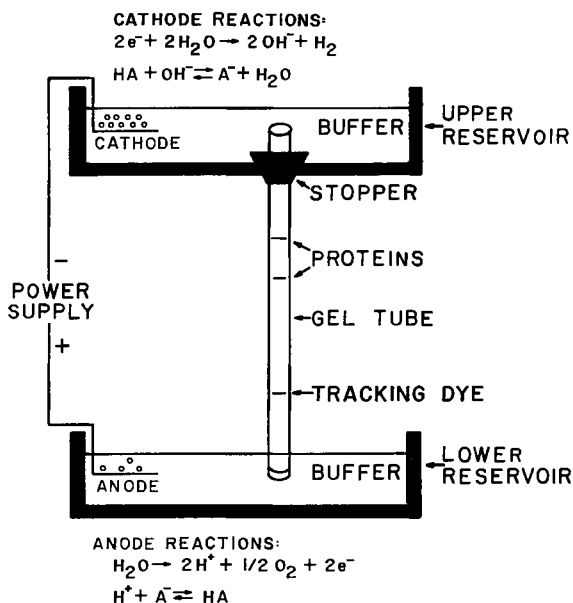 CATHODE REACTIONS:
2e⁻ + 2H₂O → 2OH⁻ + H₂
HA + OH⁻ ⇌ A⁻ + H₂O
BUFFER
UPPER
RESERVOIR
CATHODE
STOPPER
PROTEINS
−
POWER
SUPPLY
+
GEL TUBE
TRACKING DYE
BUFFER
LOWER
RESERVOIR
ANODE
ANODE REACTIONS:
H₂O → 2H⁺ + 1/2 O₂ + 2e⁻
H⁺ + A⁻ ⇌ HA